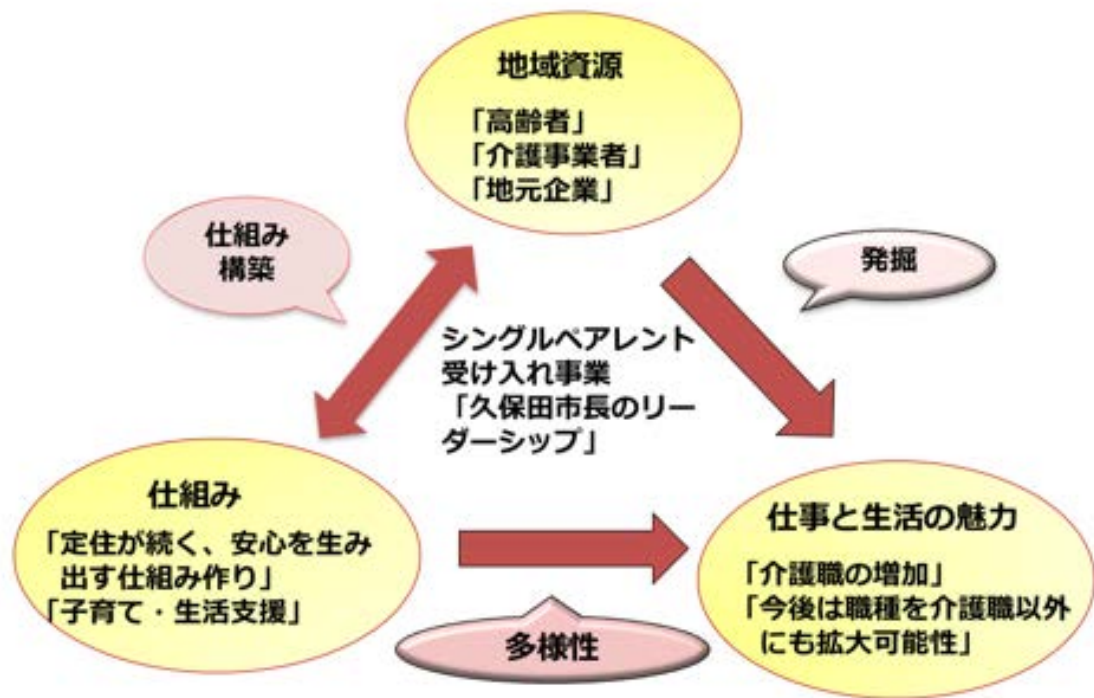 地域資源
「高齢者」
「介護事業者」
「地元企業」
仕組み
構築
発掘
シングルペアレント
受け入れ事業
「久保田市長のリー
ダーシップ」
仕組み
「定住が続く、安心を生み
出す仕組み作り」
「子育て・生活支援」
仕事と生活の魅力
「介護職の増加」
「今後は職種を介護職以外
にも拡大可能性」
多様性